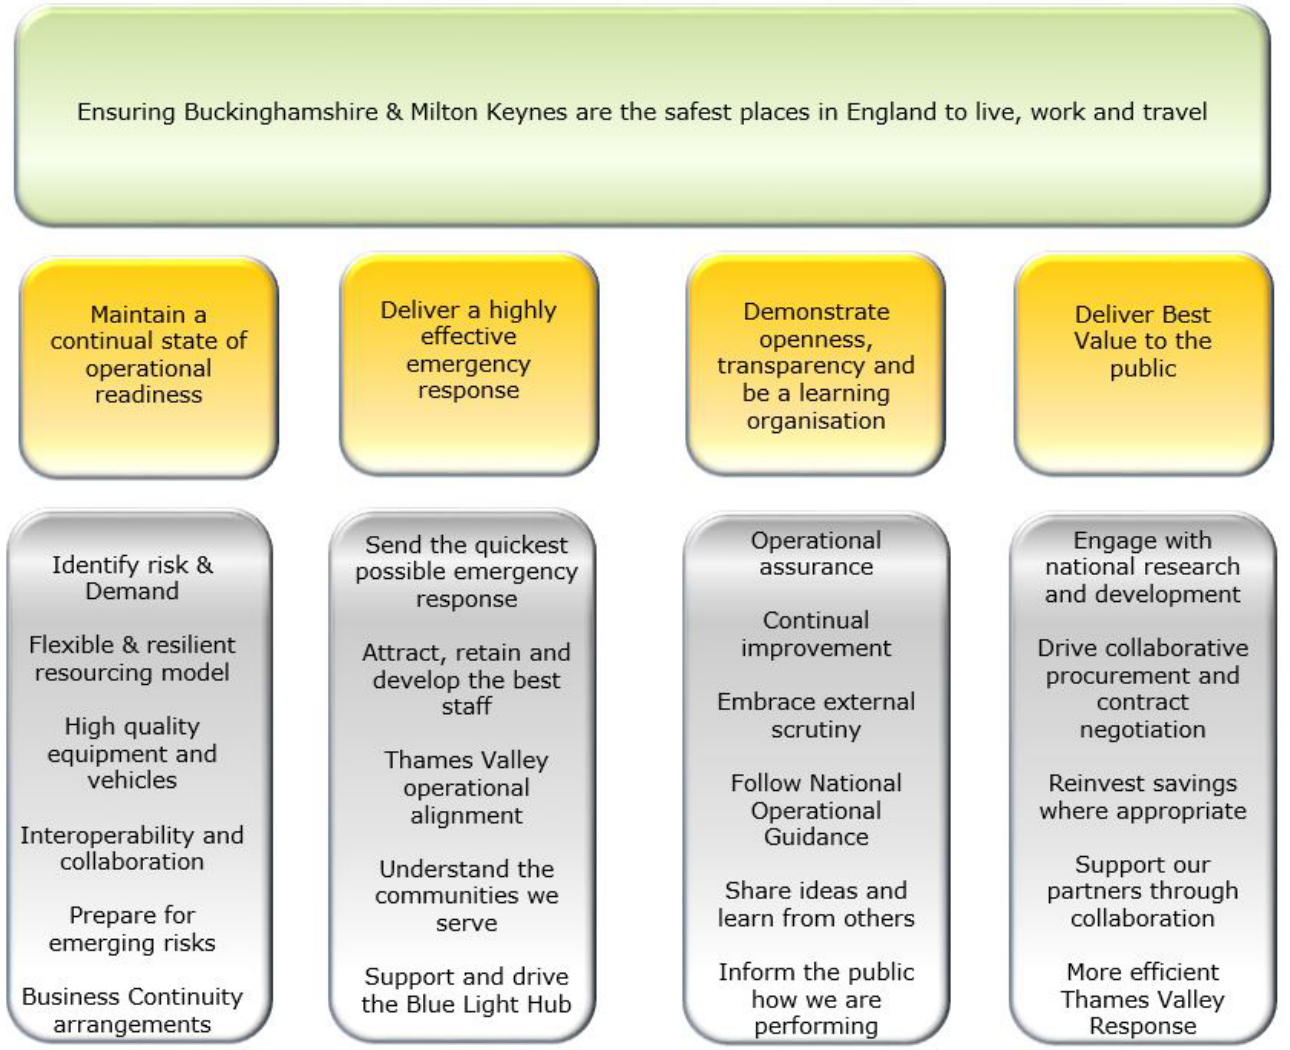 Ensuring Buckinghamshire & Milton Keynes are the safest places in England to live, work and travel
Maintain a
continual state of
operational
readiness
Deliver a highly
effective
emergency
response
Demonstrate
openness,
transparency and
be a learning
organisation
Deliver Best
Value to the
public
Identify risk &
Demand
Flexible & resilient
resourcing model
High quality
equipment and
vehicles
Interoperability and
collaboration
Prepare for
emerging risks
Business Continuity
arrangements
Send the quickest
possible emergency
response
Attract, retain and
develop the best
staff
Thames Valley
operational
alignment
Understand the
communities we
serve
Support and drive
the Blue Light Hub
Operational
assurance
Continual
improvement
Embrace external
scrutiny
Follow National
Operational
Guidance
Share ideas and
learn from others
Inform the public
how we are
performing
Engage with
national research
and development
Drive collaborative
procurement and
contract
negotiation
Reinvest savings
where appropriate
Support our
partners through
collaboration
More efficient
Thames Valley
Response